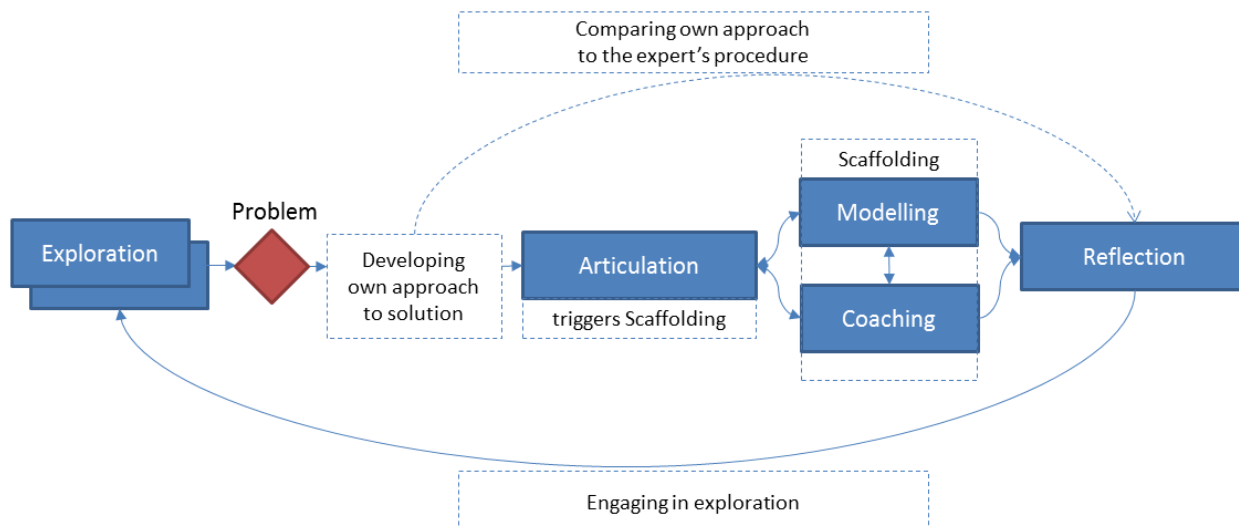 Comparing own approach
to the expert's procedure
Scaffolding
Modelling
Problem
Exploration
Developing
own approach
to solution
Articulation
triggers Scaffolding
Coaching
Reflection
Engaging in exploration